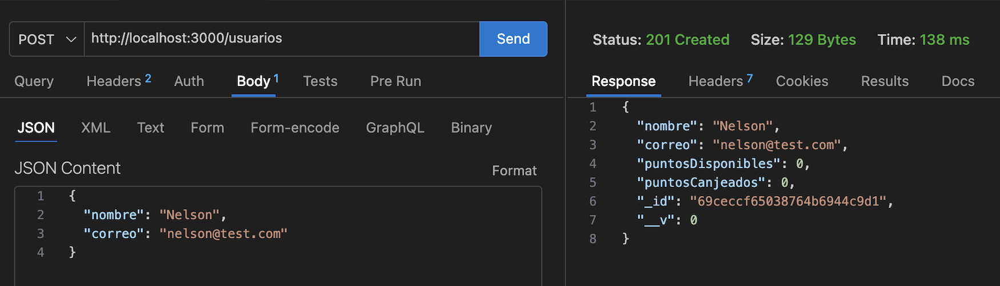 POST http://localhost:3000/usuarios Send
Query Headers 2 Auth Body 1 Tests Pre Run
JSON XML Text Form Form-encode GraphQL Binary
JSON Content Format
1 {
2 "nombre": "Nelson",
3 "correo": "nelson@test.com"
4 }
Status: 201 Created Size: 129 Bytes Time: 138 ms
Response Headers 7 Cookies Results Docs
1 {
2 "nombre": "Nelson",
3 "correo": "nelson@test.com",
4 "puntosDisponibles": 0,
5 "puntosCanjeados": 0,
6 "_id": "69ceccf65038764b6944c9d1",
7 "__v": 0
8 }